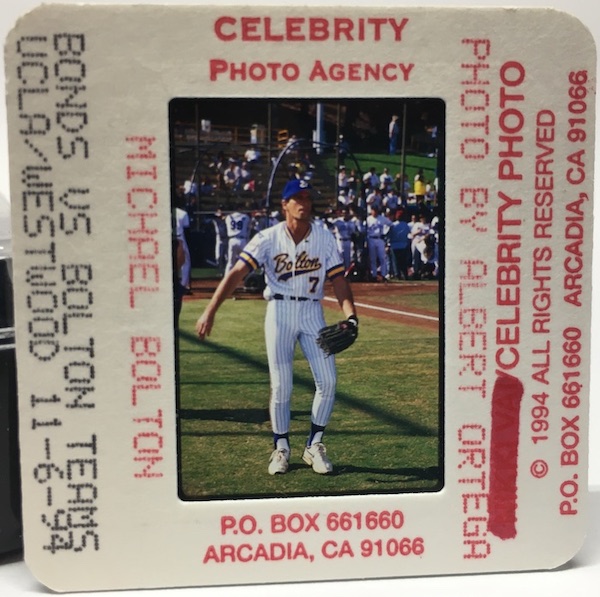 CELEBRITY
PHOTO AGENCY
BONDS VS BOLTON TEAMS
UCLA/WESTWOOD 11-6-94
MICHAEL BOLTON
Bolton
7
99
PHOTO BY ALBERT ORTEGA
/CELEBRITY PHOTO
© 1994 ALL RIGHTS RESERVED
P.O. BOX 661660 ARCADIA, CA 91066
P.O. BOX 661660
ARCADIA, CA 91066